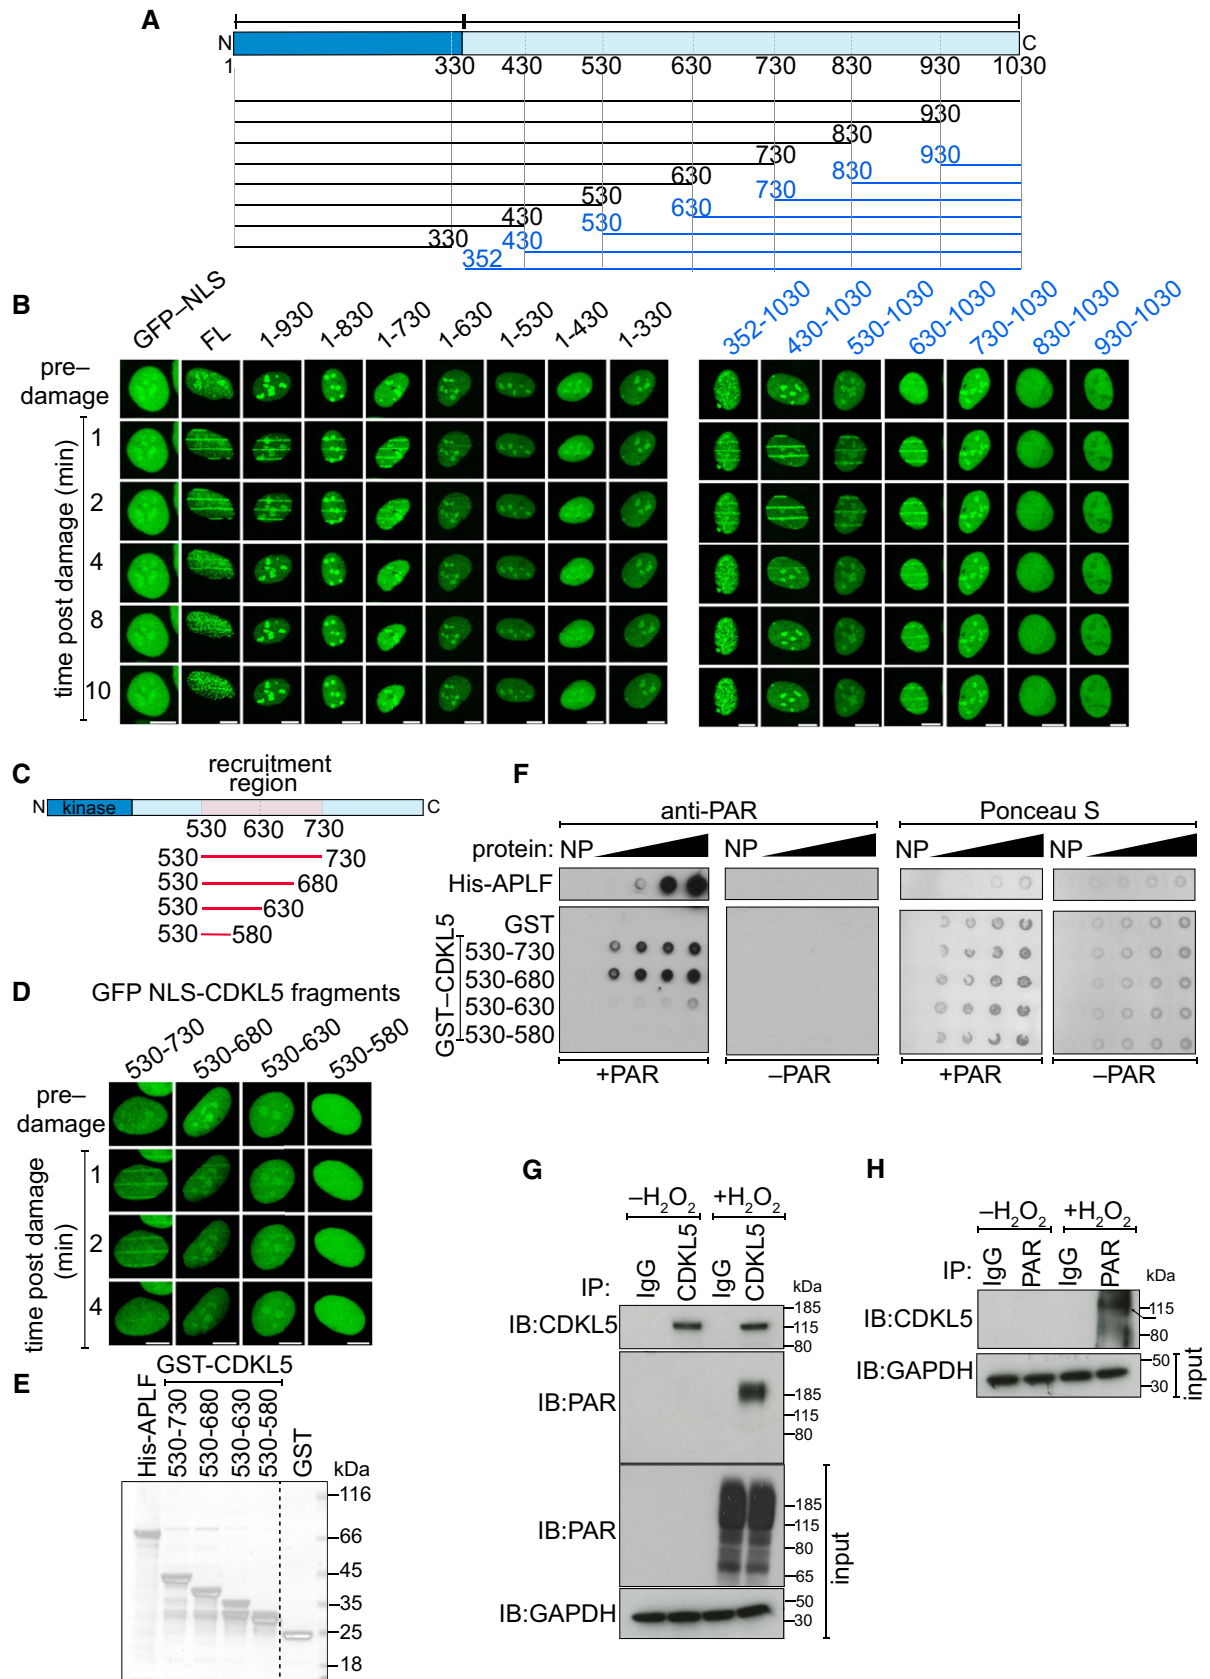 A
N
C
1
330
430
530
630
730
830
930
1030
930
830
730
630
530
430
330
930
830
730
630
530
430
352
B
GFP–NLS
FL
1-930
1-830
1-730
1-630
1-530
1-430
1-330
352-1030
430-1030
530-1030
630-1030
730-1030
830-1030
930-1030
pre–
damage
time post damage (min)
1
2
4
8
10
C
recruitment
region
N
kinase
C
530 630 730
530 730
530 680
530 630
530 580
D
GFP NLS-CDKL5 fragments
530-730
530-680
530-630
530-580
pre–
damage
time post damage
(min)
1
2
4
E
GST-CDKL5
His-APLF
530-730
530-680
530-630
530-580
GST
kDa
116
66
45
35
25
18
F
anti-PAR
Ponceau S
protein: NP NP NP NP
His-APLF
GST
GST–CDKL5
530-730
530-680
530-630
530-580
+PAR
–PAR
+PAR
–PAR
G
–H2O2 +H2O2
IP:
IgG
CDKL5
IgG
CDKL5
kDa
IB:CDKL5
185
115
80
IB:PAR
185
115
80
IB:PAR
185
115
80
65
IB:GAPDH
50
30
input
H
–H2O2 +H2O2
IP:
IgG
PAR
IgG
PAR
kDa
IB:CDKL5
115
80
IB:GAPDH
50
30
input